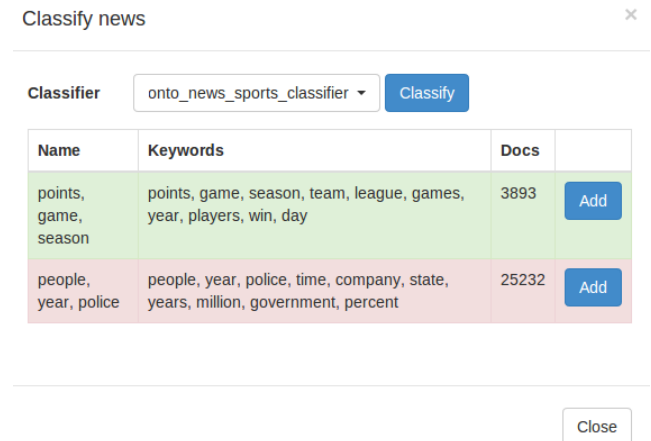 Classify news ×
Classifier onto_news_sports_classifier Classify
Name Keywords Docs
points, game, season points, game, season, team, league, games, year, players, win, day 3893 Add
people, year, police people, year, police, time, company, state, years, million, government, percent 25232 Add
Close